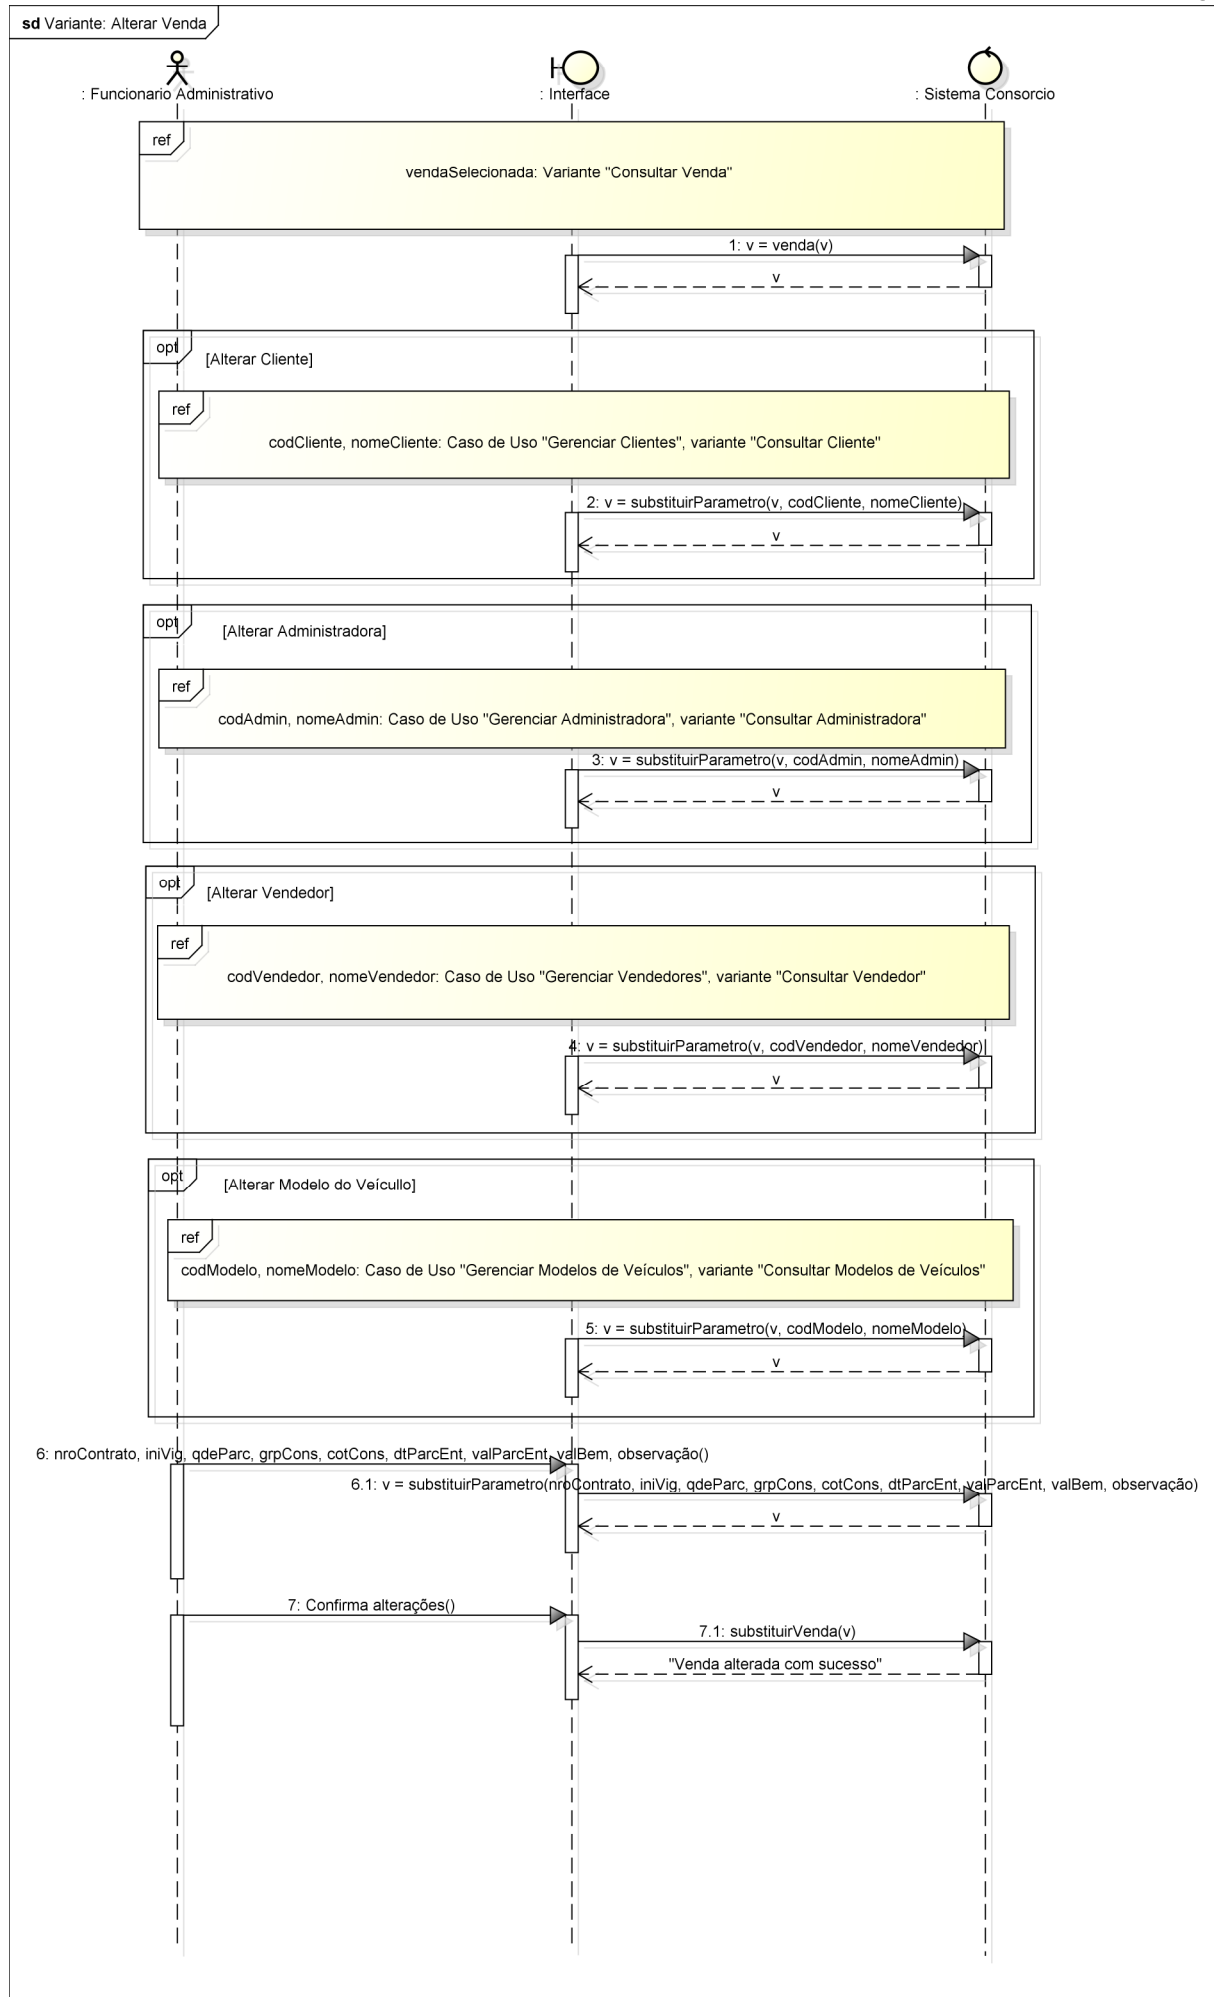 sd Variante: Alterar Venda
: Funcionario Administrativo
: Interface
: Sistema Consorcio
ref
vendaSelecionada: Variante "Consultar Venda"
1: v = venda(v)
v
opt
[Alterar Cliente]
ref
codCliente, nomeCliente: Caso de Uso "Gerenciar Clientes", variante "Consultar Cliente"
2: v = substituirParametro(v, codCliente, nomeCliente)
v
opt
[Alterar Administradora]
ref
codAdmin, nomeAdmin: Caso de Uso "Gerenciar Administradora", variante "Consultar Administradora"
3: v = substituirParametro(v, codAdmin, nomeAdmin)
v
opt
[Alterar Vendedor]
ref
codVendedor, nomeVendedor: Caso de Uso "Gerenciar Vendedores", variante "Consultar Vendedor"
4: v = substituirParametro(v, codVendedor, nomeVendedor)
v
opt
[Alterar Modelo do Veícullo]
ref
codModelo, nomeModelo: Caso de Uso "Gerenciar Modelos de Veículos", variante "Consultar Modelos de Veículos"
5: v = substituirParametro(v, codModelo, nomeModelo)
v
6: nroContrato, iniVig, qdeParc, grpCons, cotCons, dtParcEnt, valParcEnt, valBem, observação()
6.1: v = substituirParametro(nroContrato, iniVig, qdeParc, grpCons, cotCons, dtParcEnt, valParcEnt, valBem, observação)
v
7: Confirma alterações()
7.1: substituirVenda(v)
"Venda alterada com sucesso"